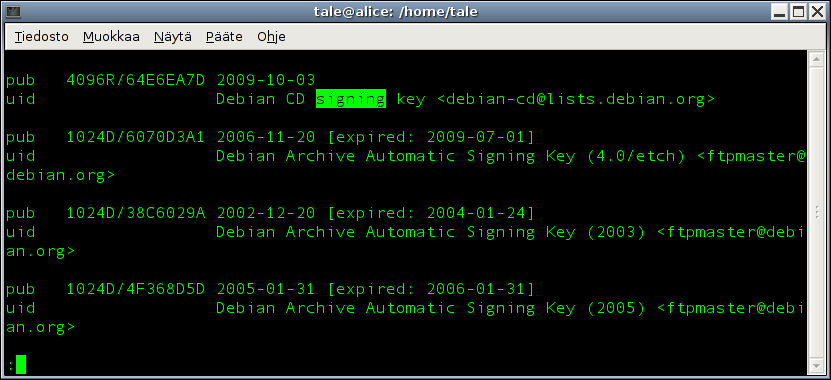 tale@alice: /home/tale
Tiedosto Muokkaa Näytä Pääte Ohje
pub   4096R/64E6EA7D 2009-10-03
uid                  Debian CD signing key <debian-cd@lists.debian.org>
pub   1024D/6070D3A1 2006-11-20 [expired: 2009-07-01]
uid                  Debian Archive Automatic Signing Key (4.0/etch) <ftpmaster@
debian.org>
pub   1024D/38C6029A 2002-12-20 [expired: 2004-01-24]
uid                  Debian Archive Automatic Signing Key (2003) <ftpmaster@debi
an.org>
pub   1024D/4F368D5D 2005-01-31 [expired: 2006-01-31]
uid                  Debian Archive Automatic Signing Key (2005) <ftpmaster@debi
an.org>
: